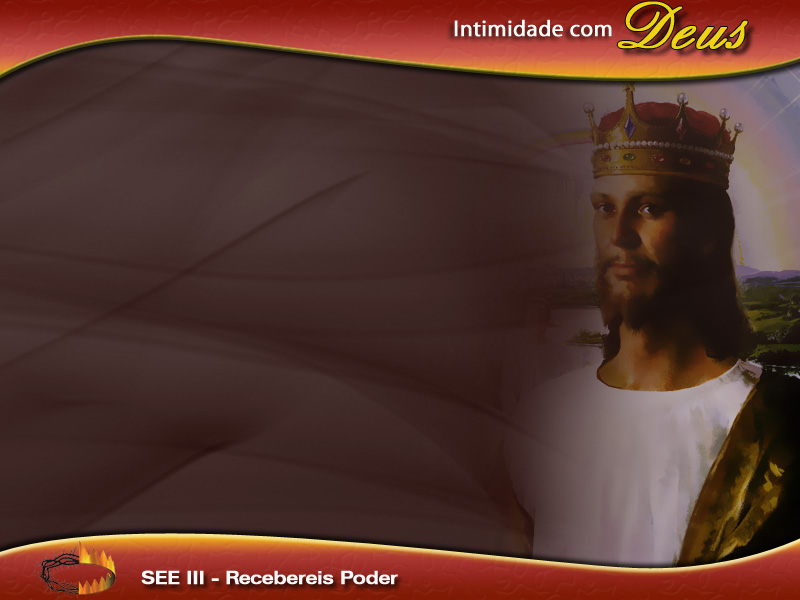 Intimidade com Deus
SEE III - Recebereis Poder